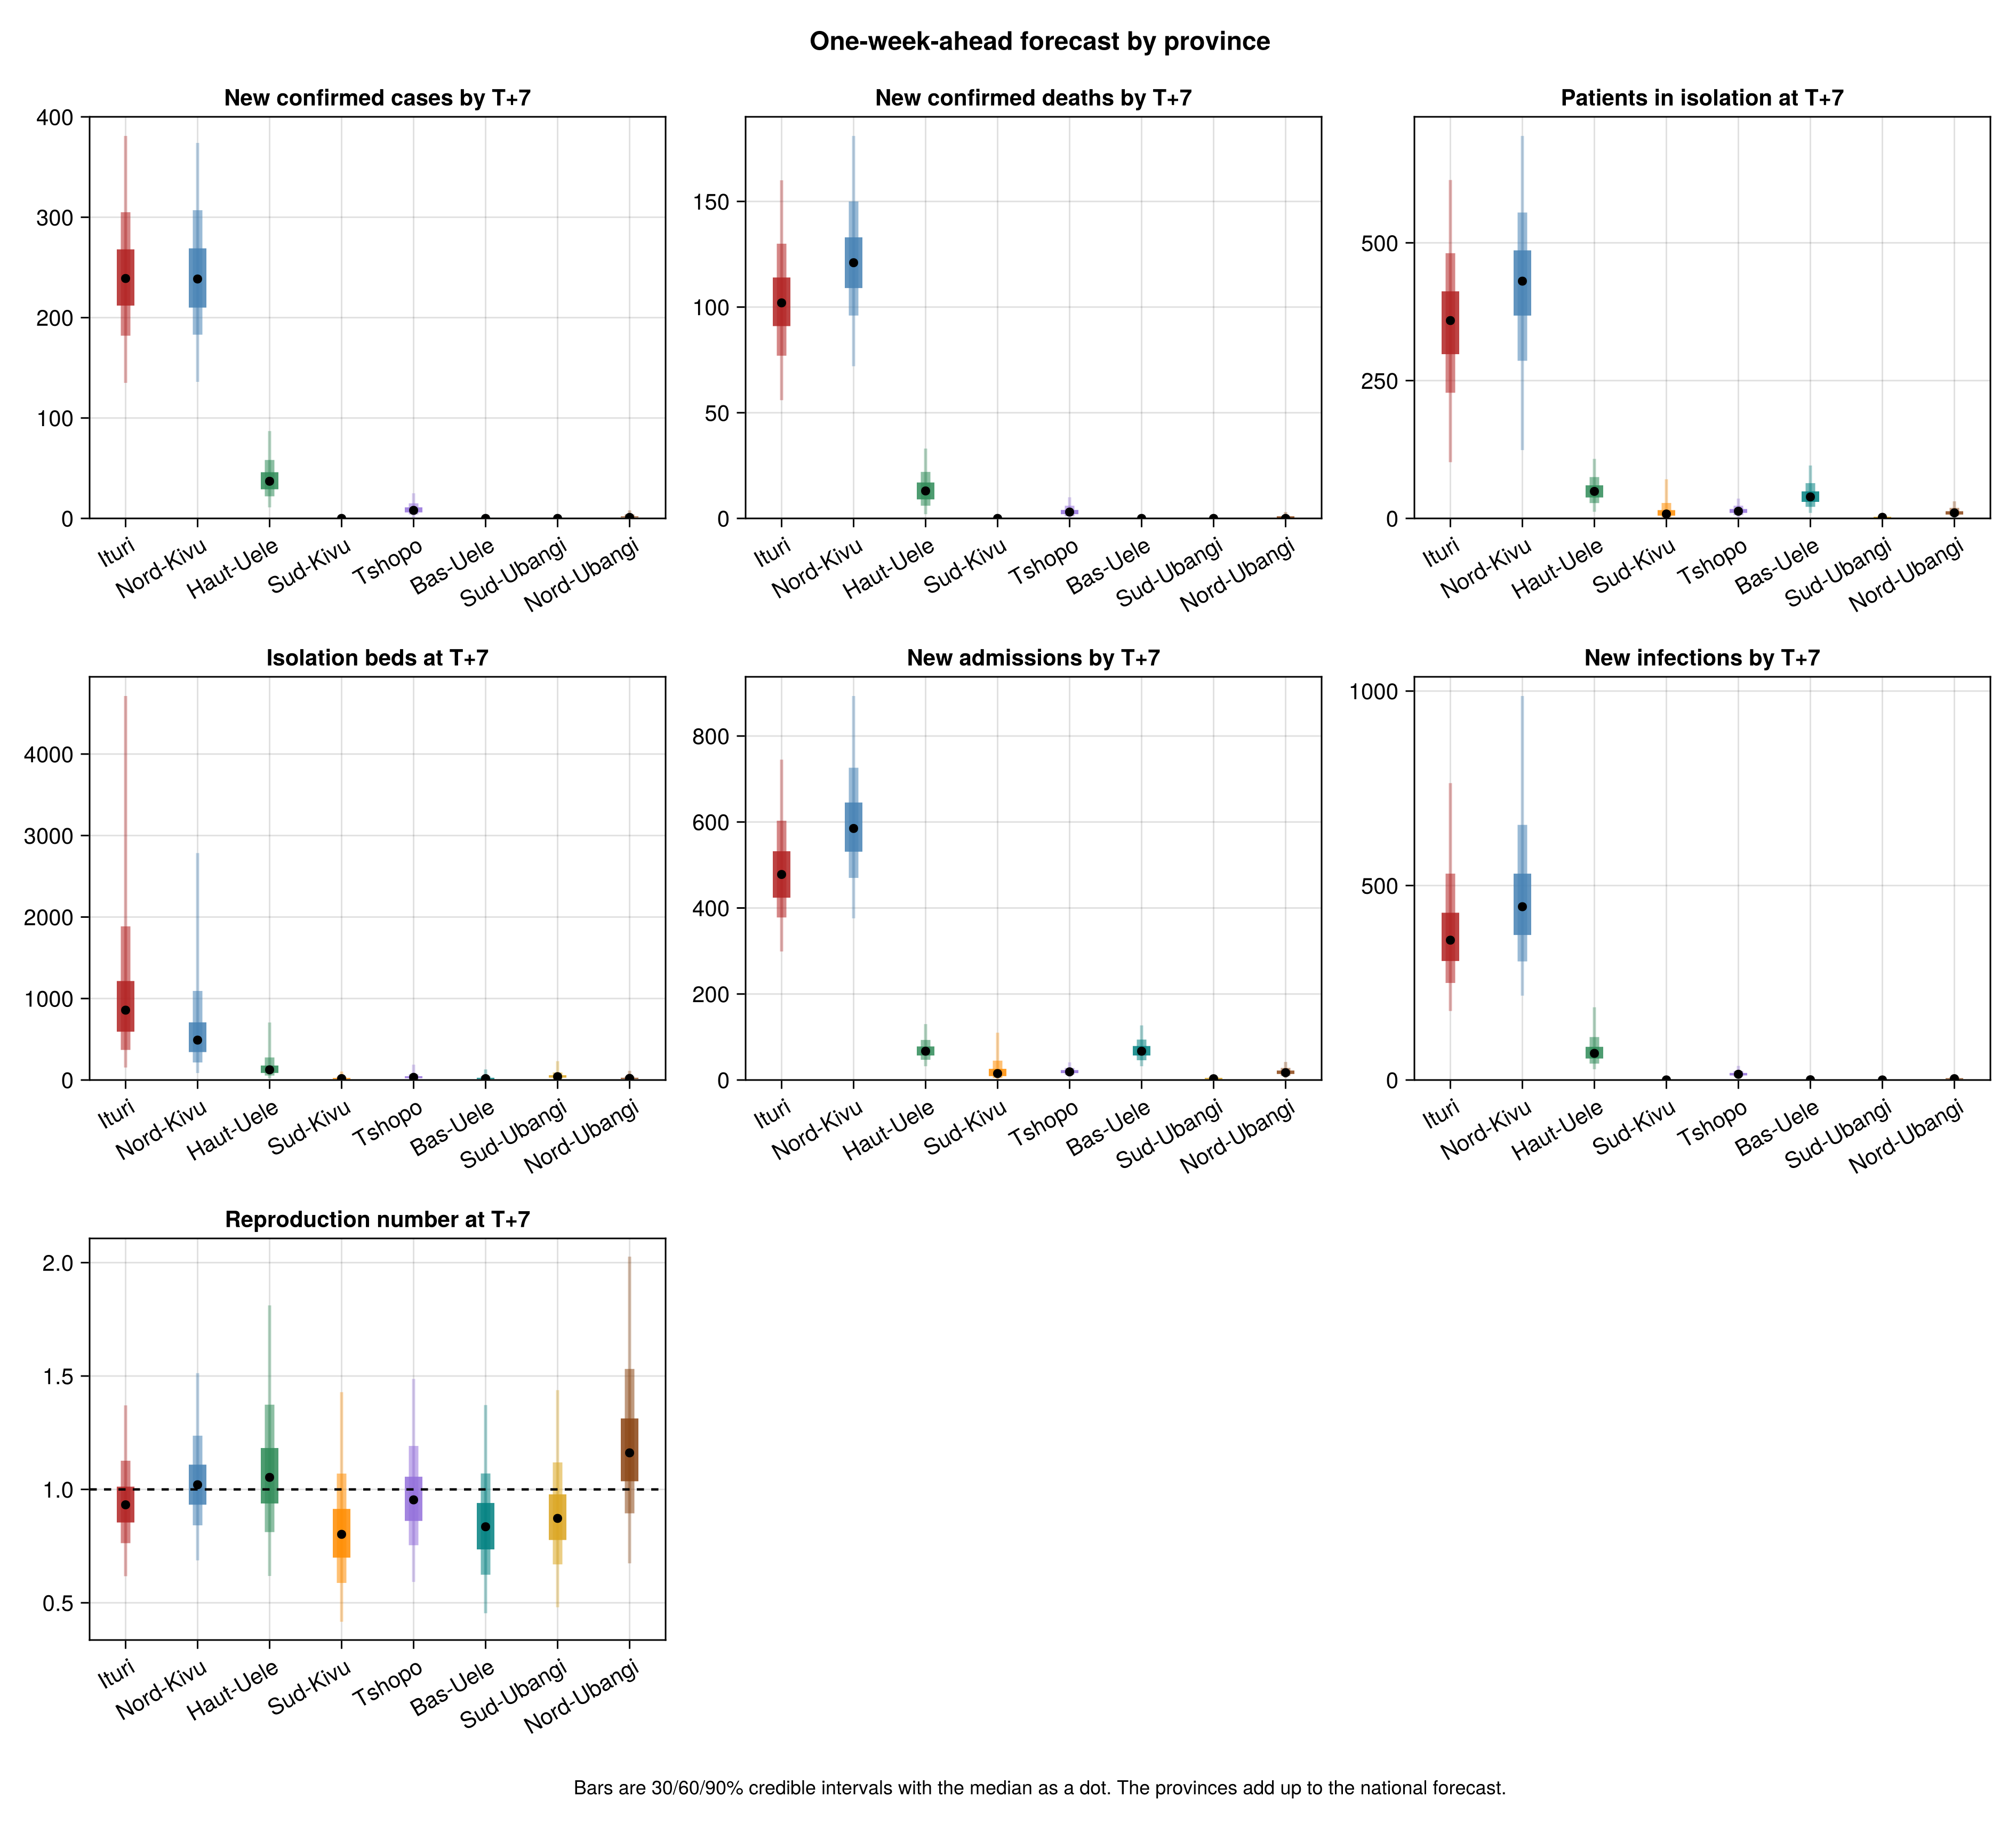 One-week-ahead forecast by province
New confirmed cases by T+7
400
300
200
100
0
Ituri
Nord-Kivu
Haut-Uele
Sud-Kivu
Tshopo
Bas-Uele
Sud-Ubangi
Nord-Ubangi
New confirmed deaths by T+7
150
100
50
0
Ituri
Nord-Kivu
Haut-Uele
Sud-Kivu
Tshopo
Bas-Uele
Sud-Ubangi
Nord-Ubangi
Patients in isolation at T+7
500
250
0
Ituri
Nord-Kivu
Haut-Uele
Sud-Kivu
Tshopo
Bas-Uele
Sud-Ubangi
Nord-Ubangi
Isolation beds at T+7
4000
3000
2000
1000
0
Ituri
Nord-Kivu
Haut-Uele
Sud-Kivu
Tshopo
Bas-Uele
Sud-Ubangi
Nord-Ubangi
New admissions by T+7
800
600
400
200
0
Ituri
Nord-Kivu
Haut-Uele
Sud-Kivu
Tshopo
Bas-Uele
Sud-Ubangi
Nord-Ubangi
New infections by T+7
1000
500
0
Ituri
Nord-Kivu
Haut-Uele
Sud-Kivu
Tshopo
Bas-Uele
Sud-Ubangi
Nord-Ubangi
Reproduction number at T+7
2.0
1.5
1.0
0.5
Ituri
Nord-Kivu
Haut-Uele
Sud-Kivu
Tshopo
Bas-Uele
Sud-Ubangi
Nord-Ubangi
Bars are 30/60/90% credible intervals with the median as a dot. The provinces add up to the national forecast.